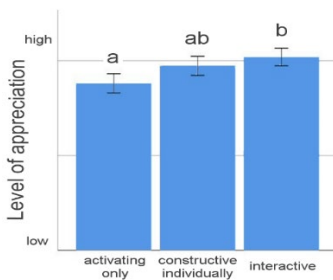 high
low
Level of appreciation
a
ab
b
activating
only
constructive
individually
interactive